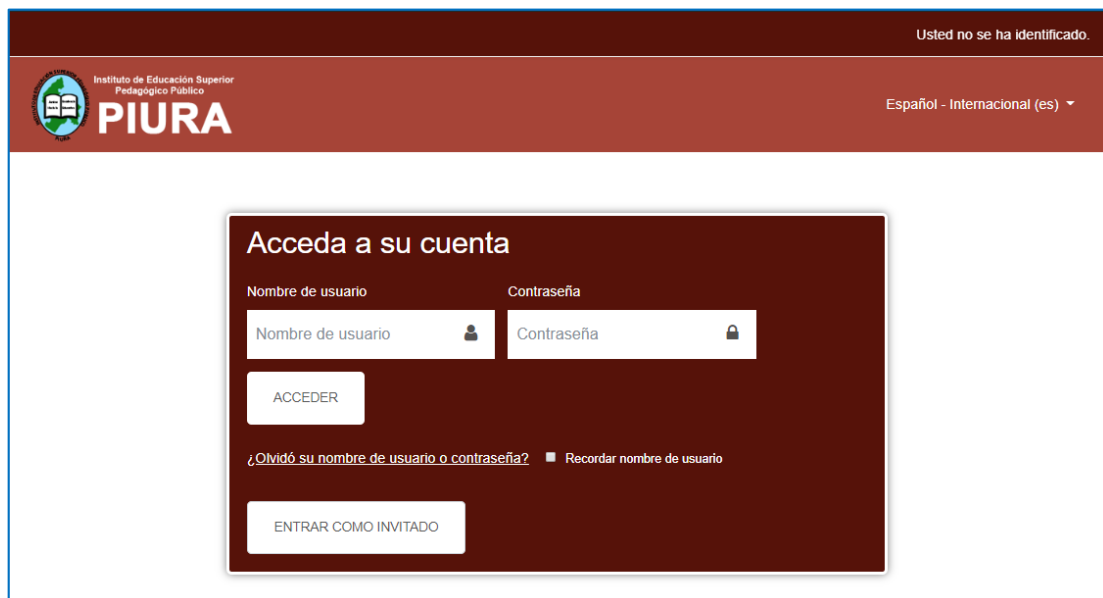 Usted no se ha identificado.
Instituto de Educación Superior
Pedagógico Público
PIURA
Español - Internacional (es)
Acceda a su cuenta
Nombre de usuario
Contraseña
Nombre de usuario
Contraseña
ACCEDER
¿Olvidó su nombre de usuario o contraseña?
Recordar nombre de usuario
ENTRAR COMO INVITADO